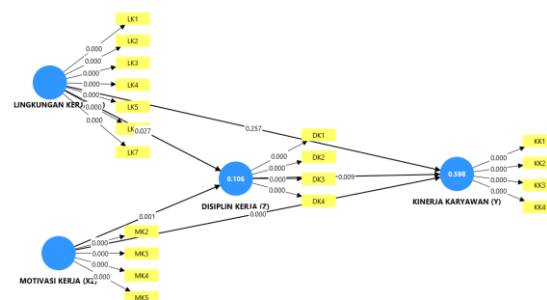 LK1
0.000
LK2
0.000
LK3
0.000
0.000
LK4
0.000
LK5
0.000
0.027
0.000
LK7
LINGKUNGAN KERJ
0.257
DK1
0.000
DK2
0.000
0.106
0.000
DK3
0.009
0.000
DK4
DISIPLIN KERJA (Z)
KK1
0.000
KK2
0.000
0.598
0.000
KK3
0.000
KK4
KINERJA KARYAWAN (Y)
0.001
0.000
MK2
0.000
0.000
MK3
0.000
MK4
0.000
MK5
MOTIVASI KERJA